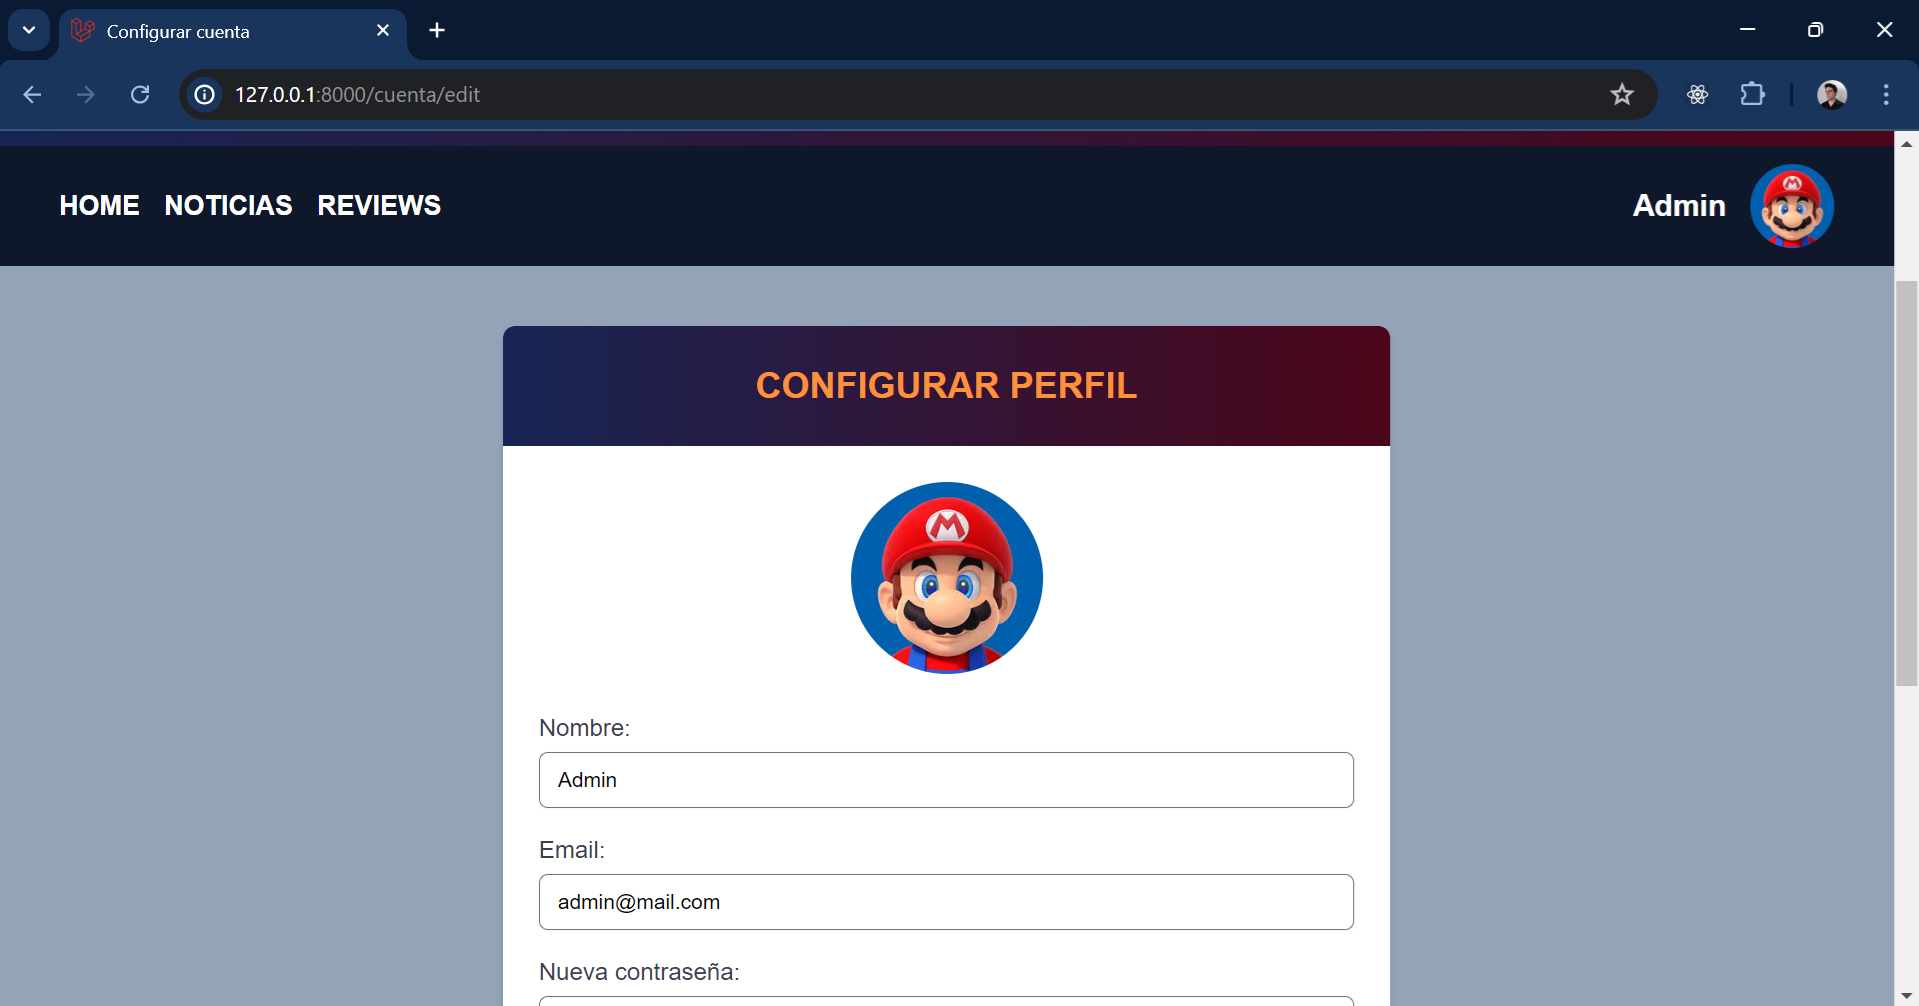 Configurar cuenta
127.0.0.1:8000/cuenta/edit
HOME NOTICIAS REVIEWS
Admin
M
CONFIGURAR PERFIL
M
Nombre:
Admin
Email:
admin@mail.com
Nueva contraseña: